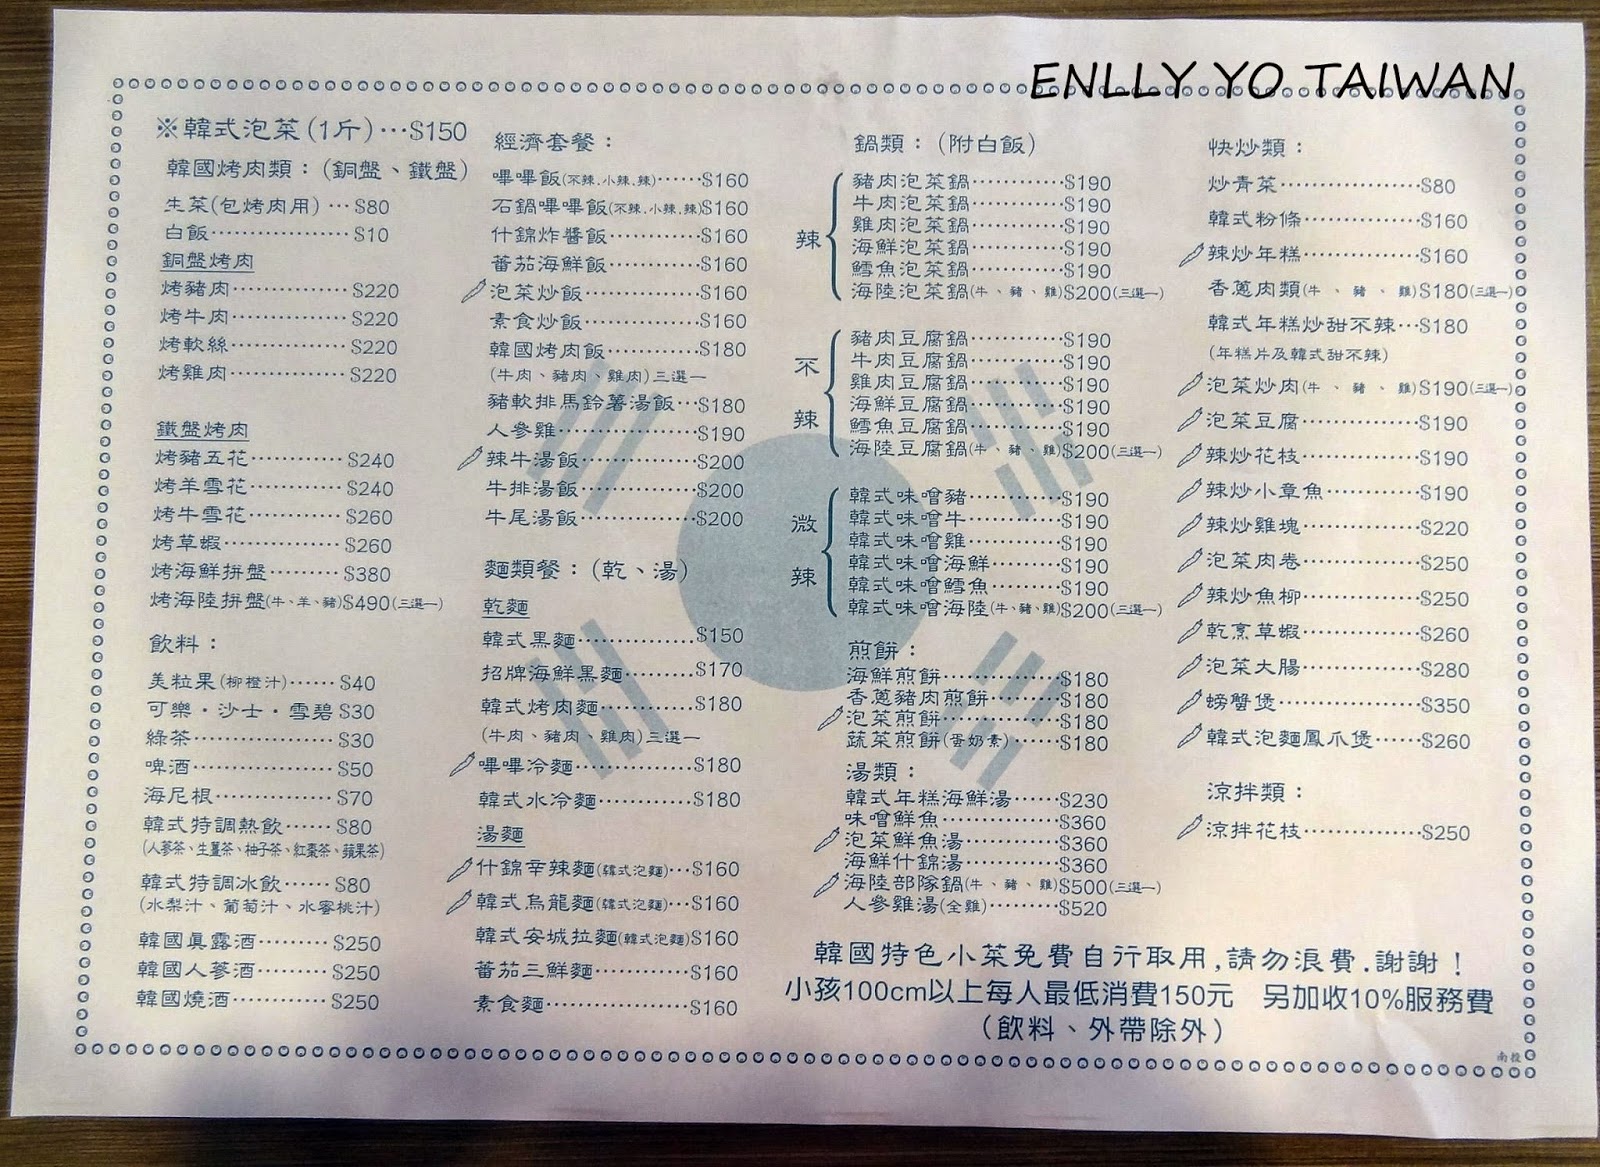 ENLLY YO TAIWAN
※韓式泡菜(1斤)…$150
韓國烤肉類：(銅盤、鐵盤)
生菜(包烤肉用)…$80
白飯………………$10
銅盤烤肉
烤豬肉……………$220
烤牛肉……………$220
烤軟絲……………$220
烤雞肉……………$220
鐵盤烤肉
烤豬五花…………$240
烤羊雪花…………$240
烤牛雪花…………$260
烤草蝦……………$260
烤海鮮拼盤………$380
烤海陸拼盤(牛、羊、豬)$490(三選一)
飲料：
美粒果(柳橙汁)……$40
可樂・沙士・雪碧 $30
綠茶………………$30
啤酒………………$50
海尼根……………$70
韓式特調熱飲……$80
(人蔘茶、生薑茶、柚子茶、紅棗茶、蘋果茶)
韓式特調冰飲……$80
(水梨汁、葡萄汁、水蜜桃汁)
韓國真露酒………$250
韓國人蔘酒………$250
韓國燒酒…………$250
經濟套餐：
嗶嗶飯(不辣.小辣.辣)……$160
石鍋嗶嗶飯(不辣.小辣.辣)$160
什錦炸醬飯…………$160
蕃茄海鮮飯…………$160
泡菜炒飯……………$160
素食炒飯……………$160
韓國烤肉飯…………$180
(牛肉、豬肉、雞肉)三選一
豬軟排馬鈴薯湯飯…$180
人參雞………………$190
辣牛湯飯……………$200
牛排湯飯……………$200
牛尾湯飯……………$200
麵類餐：(乾、湯)
乾麵
韓式黑麵……………$150
招牌海鮮黑麵………$170
韓式烤肉麵…………$180
(牛肉、豬肉、雞肉)三選一
嗶嗶冷麵……………$180
韓式水冷麵…………$180
湯麵
什錦辛辣麵(韓式泡麵)…$160
韓式烏龍麵(韓式泡麵)…$160
韓式安城拉麵(韓式泡麵)$160
蕃茄三鮮麵…………$160
素食麵………………$160
鍋類：(附白飯)
辣
豬肉泡菜鍋…………$190
牛肉泡菜鍋…………$190
雞肉泡菜鍋…………$190
海鮮泡菜鍋…………$190
鱈魚泡菜鍋…………$190
海陸泡菜鍋(牛、豬、雞)$200(三選一)
不辣
豬肉豆腐鍋…………$190
牛肉豆腐鍋…………$190
雞肉豆腐鍋…………$190
海鮮豆腐鍋…………$190
鱈魚豆腐鍋…………$190
海陸豆腐鍋(牛、豬、雞)$200(三選一)
微辣
韓式味噌豬…………$190
韓式味噌牛…………$190
韓式味噌雞…………$190
韓式味噌海鮮………$190
韓式味噌鱈魚………$190
韓式味噌海陸(牛、豬、雞)$200(三選一)
煎餅：
海鮮煎餅……………$180
香蔥豬肉煎餅………$180
泡菜煎餅……………$180
蔬菜煎餅(蛋奶素)……$180
湯類：
韓式年糕海鮮湯……$230
味噌鮮魚……………$360
泡菜鮮魚湯…………$360
海鮮什錦湯…………$360
海陸部隊鍋(牛、豬、雞)$500(三選一)
人參雞湯(全雞)………$520
快炒類：
炒青菜………………$80
韓式粉條……………$160
辣炒年糕……………$160
香蔥肉類(牛、豬、雞)$180(三選一)
韓式年糕炒甜不辣…$180
(年糕片及韓式甜不辣)
泡菜炒肉(牛、豬、雞)$190(三選一)
泡菜豆腐……………$190
辣炒花枝……………$190
辣炒小章魚…………$190
辣炒雞塊……………$220
泡菜肉卷……………$250
辣炒魚柳……………$250
乾烹草蝦……………$260
泡菜大腸……………$280
螃蟹煲………………$350
韓式泡麵鳳爪煲……$260
涼拌類：
涼拌花枝……………$250
韓國特色小菜免費自行取用,請勿浪費.謝謝！
小孩100cm以上每人最低消費150元　另加收10%服務費
(飲料、外帶除外)
南投